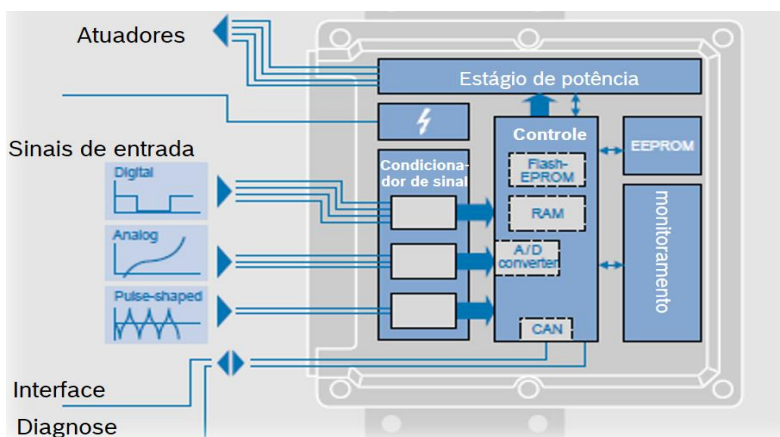 Atuadores
Estágio de potência
Sinais de entrada
Digital
Analog
Pulse-shaped
Condiciona-
dor de sinal
Controle
Flash-
EPROM
RAM
A/D
converter
CAN
EEPROM
monitoramento
Interface
Diagnose